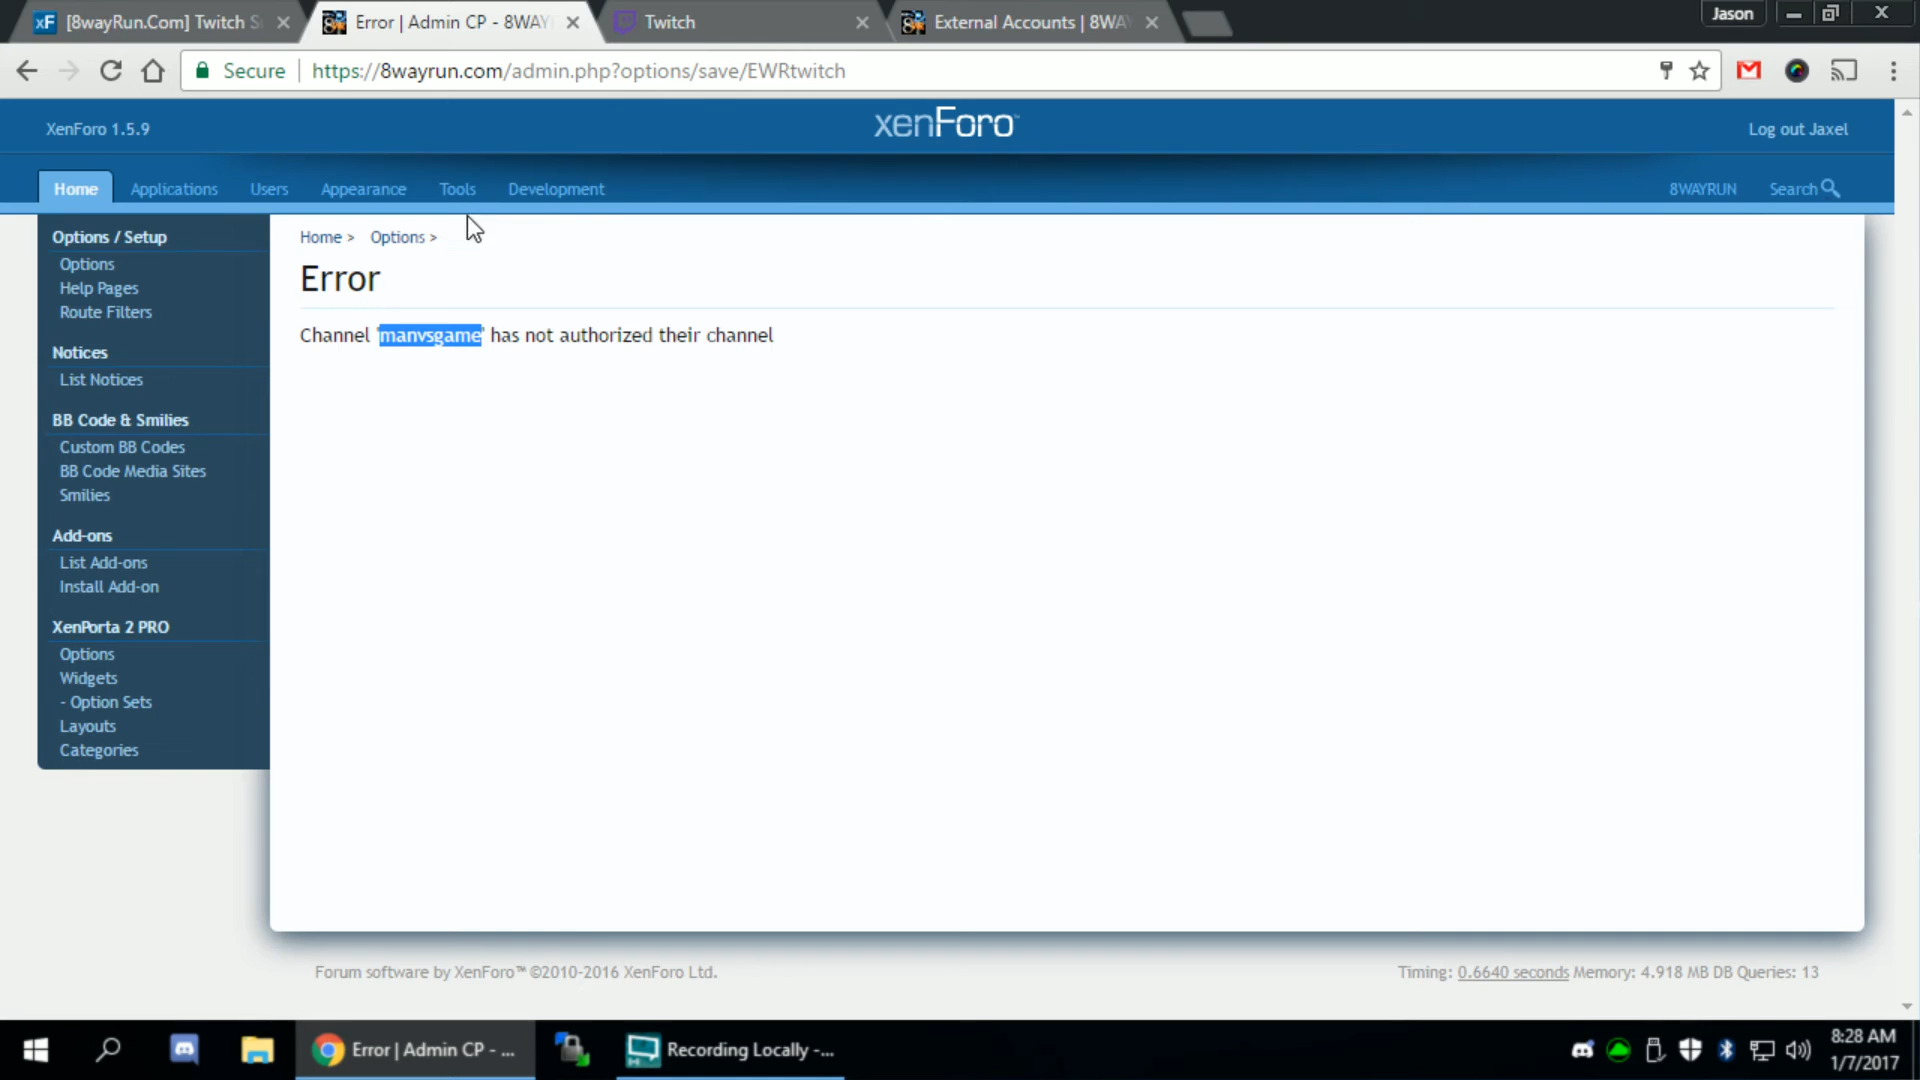 xF [8wayRun.Com] Twitch S
Error | Admin CP - 8WAY
Twitch
External Accounts | 8WA
Jason
Secure
https://8wayrun.com/admin.php?options/save/EWRtwitch
XenForo 1.5.9
xenForo
Log out Jaxel
Home
Applications
Users
Appearance
Tools
Development
8WAYRUN
Search
Options / Setup
Options
Help Pages
Route Filters
Notices
List Notices
BB Code & Smilies
Custom BB Codes
BB Code Media Sites
Smilies
Add-ons
List Add-ons
Install Add-on
XenPorta 2 PRO
Options
Widgets
- Option Sets
Layouts
Categories
Home > Options >
Error
Channel 'manvsgame' has not authorized their channel
Forum software by XenForo™ ©2010-2016 XenForo Ltd.
Timing: 0.6640 seconds Memory: 4.918 MB DB Queries: 13
Error | Admin CP - ...
Recording Locally -...
8:28 AM
1/7/2017